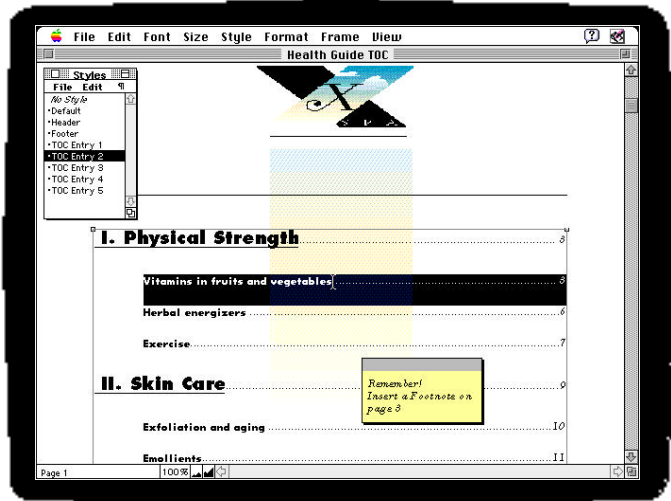 File Edit Font Size Style Format Frame View
Health Guide TOC
Styles
File Edit ¶
No Style
•Default
•Header
•Footer
•TOC Entry 1
•TOC Entry 2
•TOC Entry 3
•TOC Entry 4
•TOC Entry 5
X
S P A
I. Physical Strength 3
Vitamins in fruits and vegetables 3
Herbal energizers 6
Exercise 7
Remember!
Insert a Footnote on
page 3
II. Skin Care 9
Exfoliation and aging 10
Emollients 11
Page 1
100%